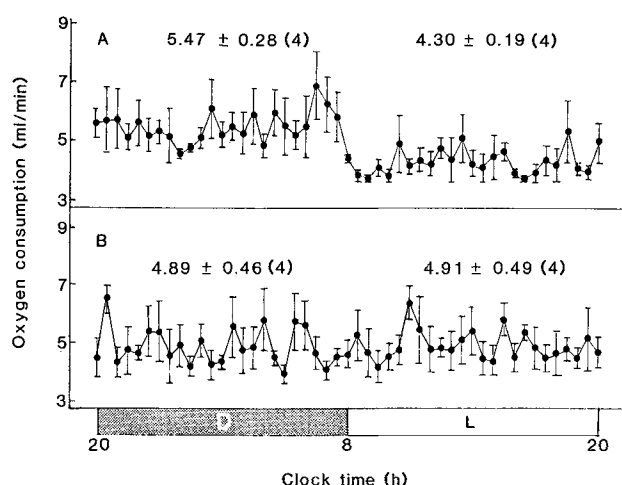 9
A 5.47 ± 0.28 (4) 4.30 ± 0.19 (4)
7
5
3
Oxygen consumption (ml/min)
9
B
4.89 ± 0.46 (4) 4.91 ± 0.49 (4)
7
5
3
D L
20 8 20
Clock time (h)